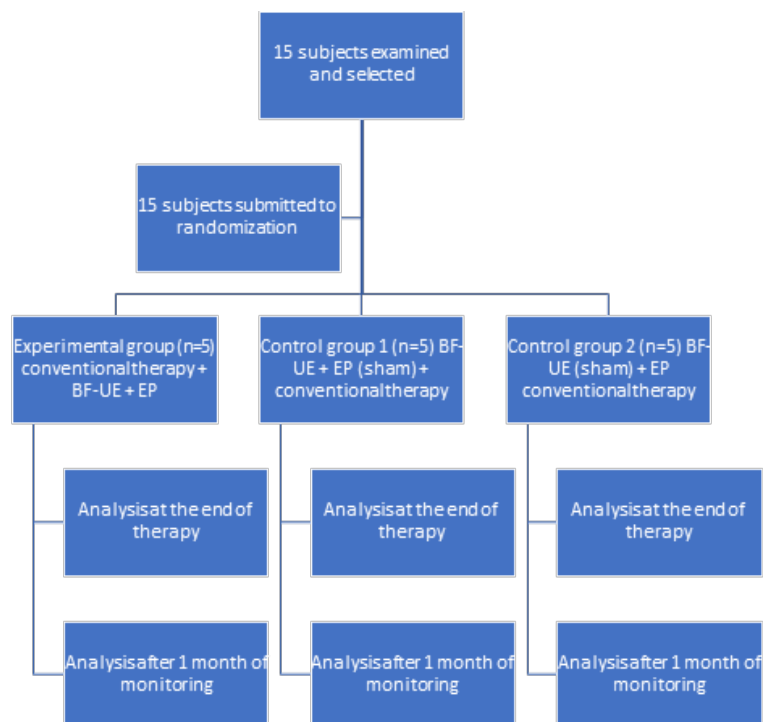 15 subjects examined
and selected
15 subjects submitted to
randomization
Experimental group (n=5)
conventionaltherapy +
BF-UE + EP
Control group 1 (n=5) BF-
UE + EP (sham) +
conventionaltherapy
Control group 2 (n=5) BF-
UE (sham) + EP
conventionaltherapy
Analysisat the end of
therapy
Analysisat the end of
therapy
Analysisat the end of
therapy
Analysisafter 1 month of
monitoring
Analysisafter 1 month of
monitoring
Analysisafter 1 month of
monitoring